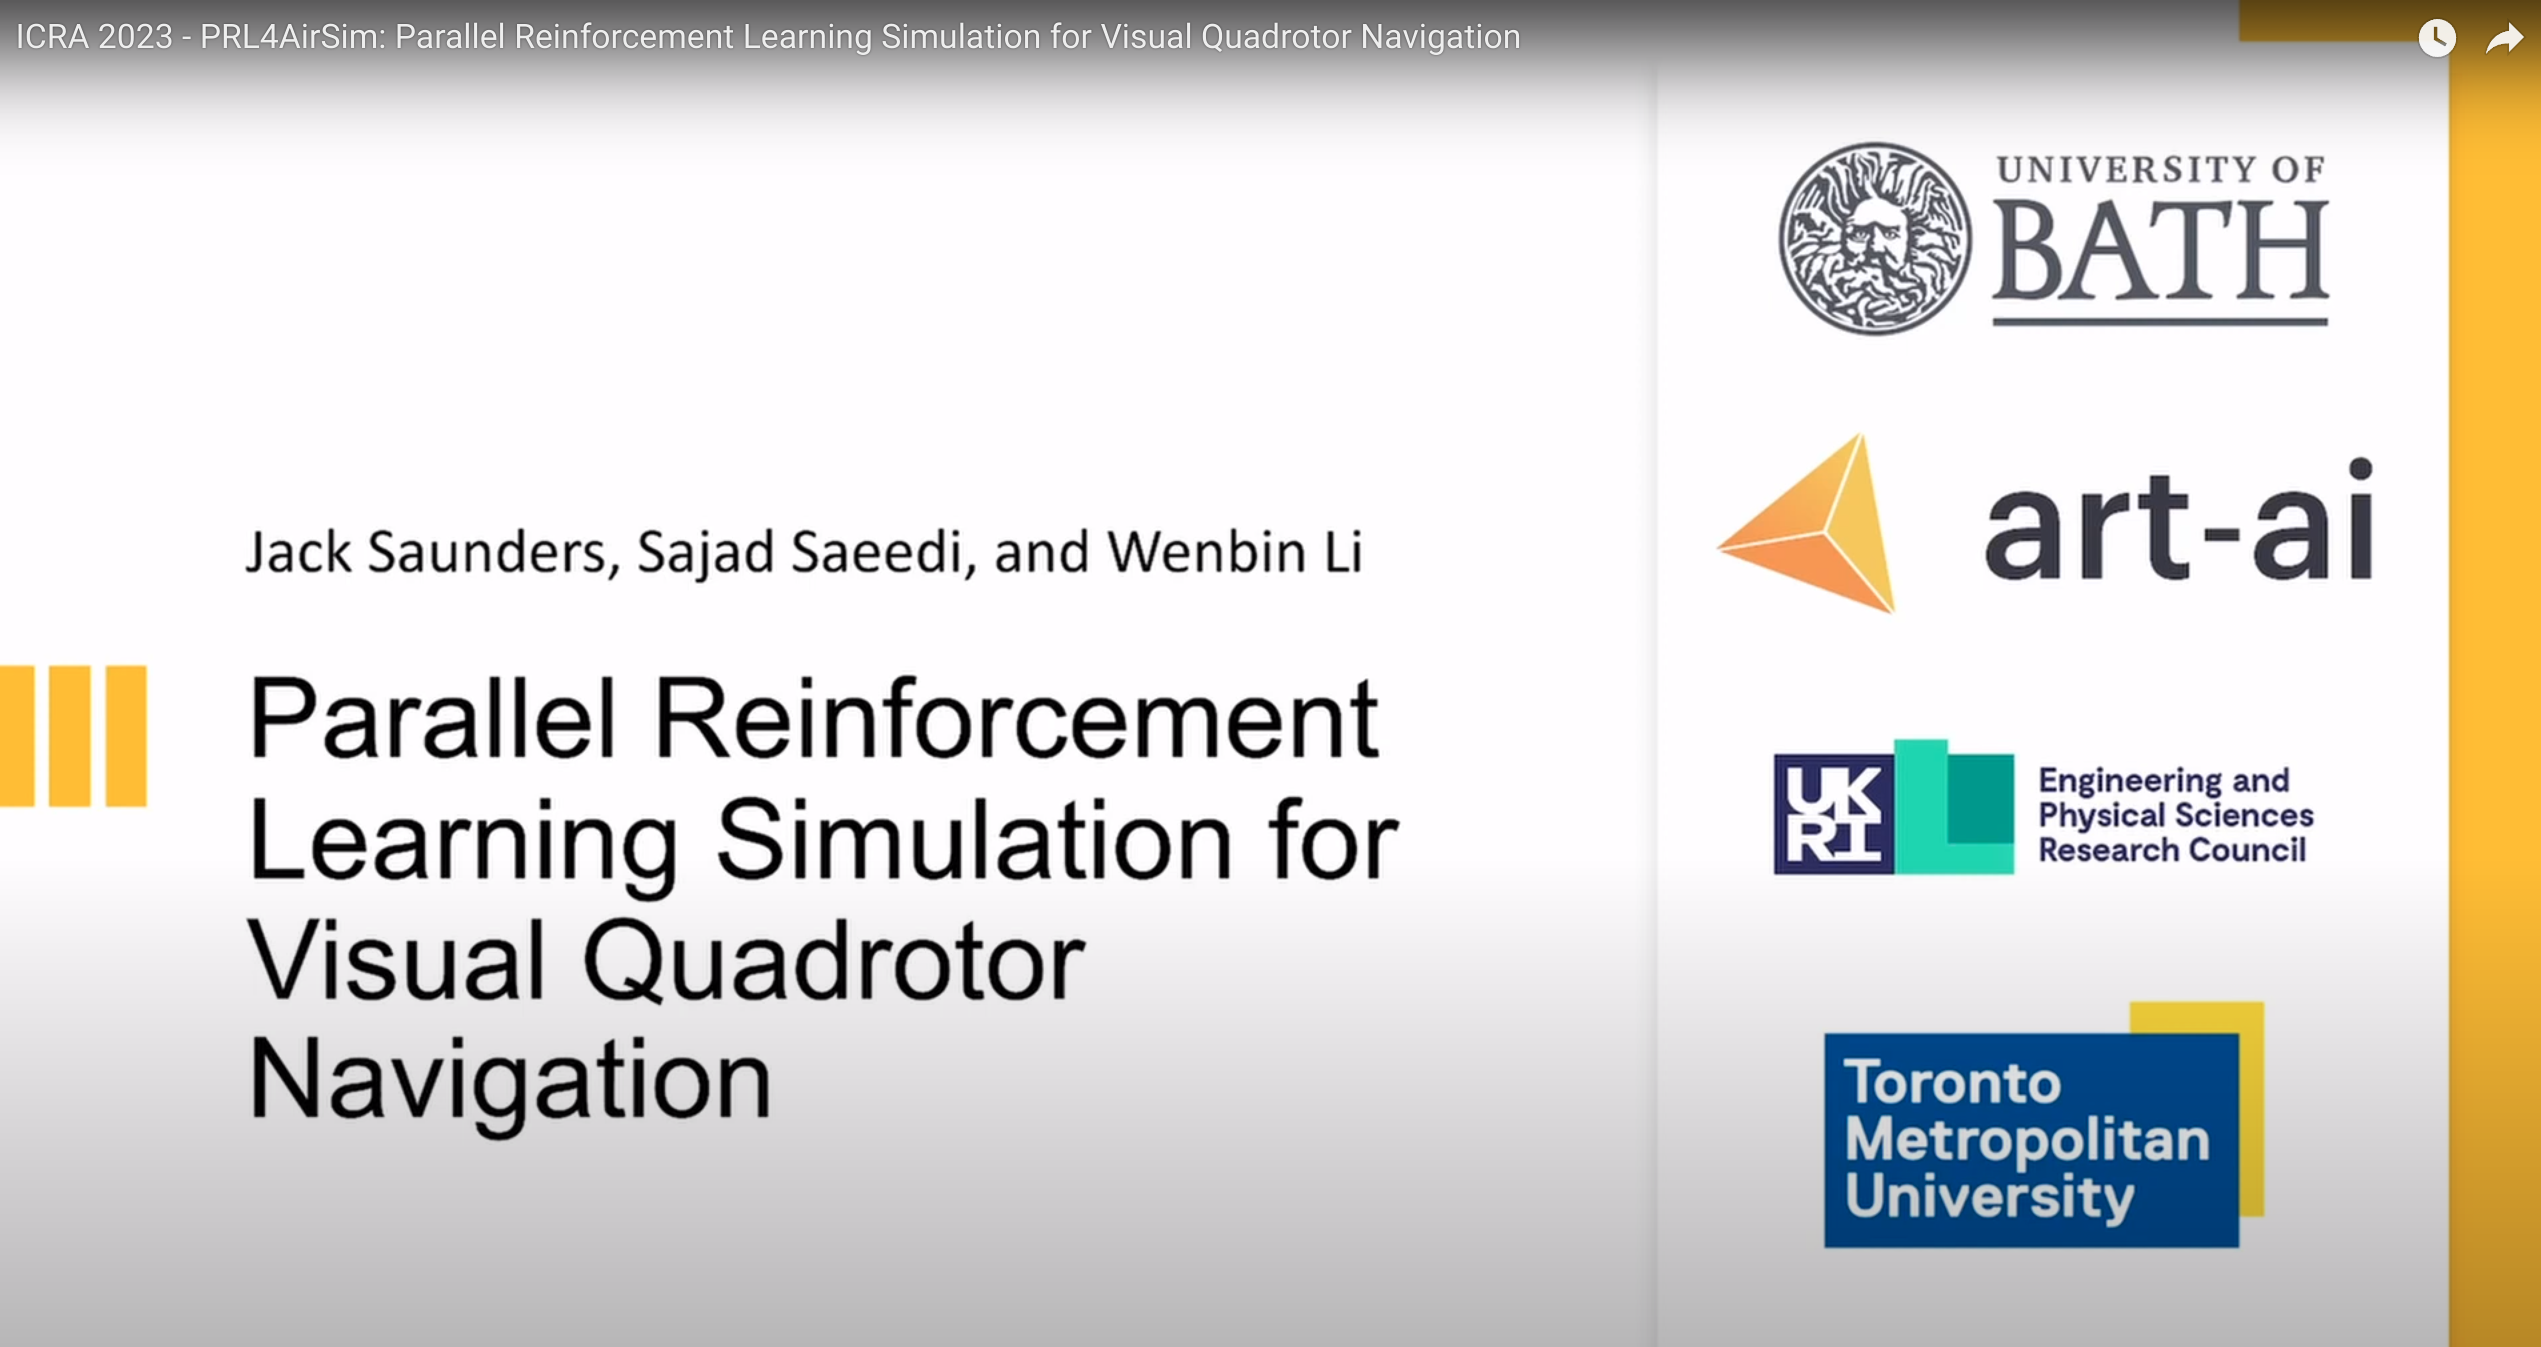 ICRA 2023 - PRL4AirSim: Parallel Reinforcement Learning Simulation for Visual Quadrotor Navigation
Jack Saunders, Sajad Saeedi, and Wenbin Li
Parallel Reinforcement
Learning Simulation for
Visual Quadrotor
Navigation
UNIVERSITY OF
BATH
art-ai
UK
RI
Engineering and
Physical Sciences
Research Council
Toronto
Metropolitan
University